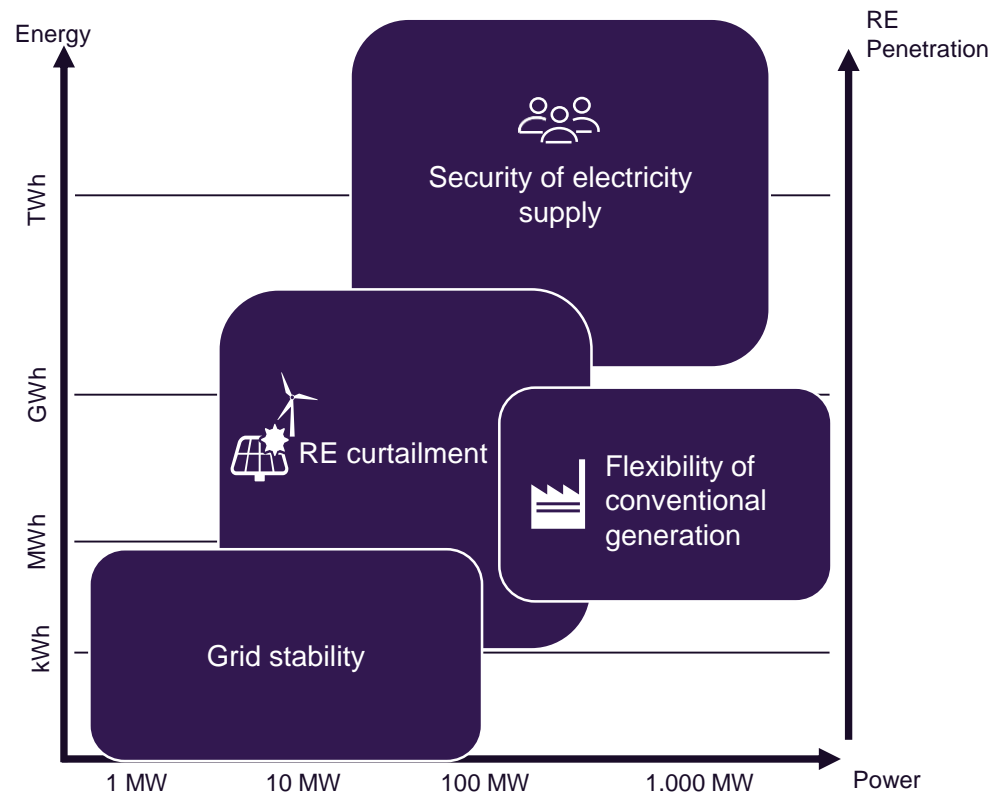 Energy
RE
Penetration
Security of electricity
supply
TWh
GWh
RE curtailment
Flexibility of
conventional
generation
MWh
Grid stability
kWh
1 MW
10 MW
100 MW
1.000 MW
Power